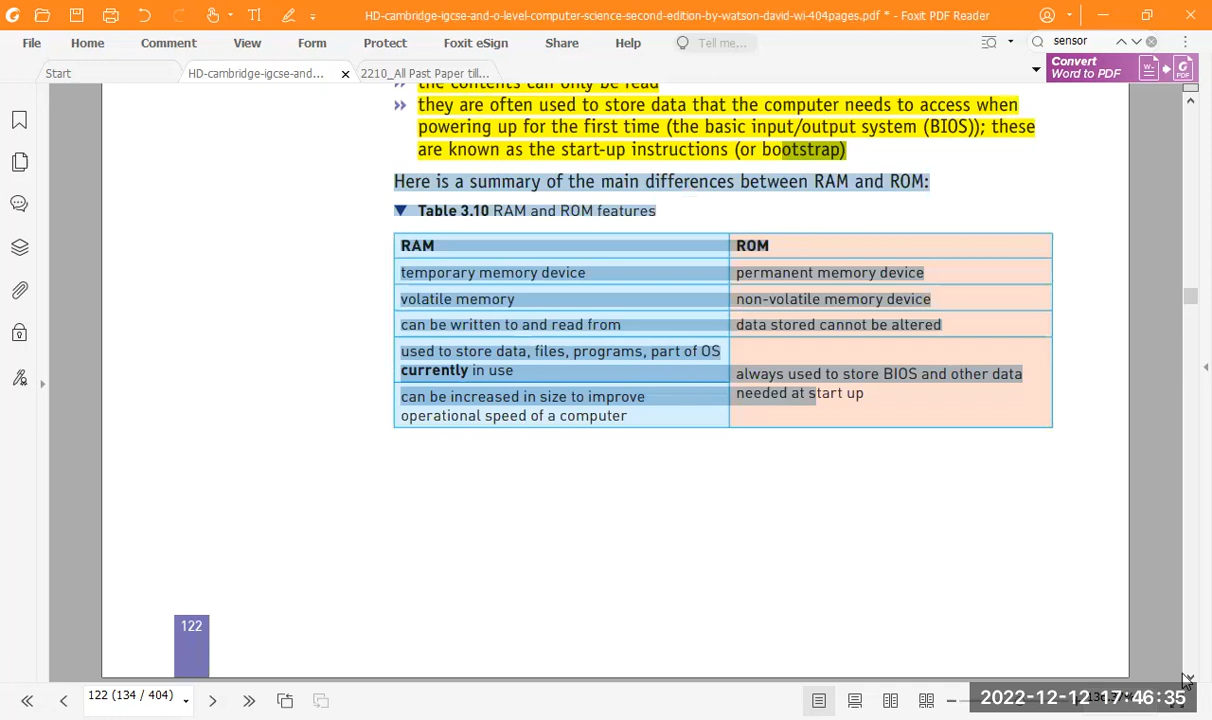 HD-cambridge-igcse-and-o-level-computer-science-second-edition-by-watson-david-wi-404pages.pdf * - Foxit PDF Reader
File Home Comment View Form Protect Foxit eSign Share Help Tell me... sensor
Start HD-cambridge-igcse-and-... 2210_All Past Paper till...
Convert
Word to PDF
the contents can only be read
they are often used to store data that the computer needs to access when
powering up for the first time (the basic input/output system (BIOS)); these
are known as the start-up instructions (or bootstrap)
Here is a summary of the main differences between RAM and ROM:
▼ Table 3.10 RAM and ROM features
RAM ROM
temporary memory device permanent memory device
volatile memory non-volatile memory device
can be written to and read from data stored cannot be altered
used to store data, files, programs, part of OS
currently in use
can be increased in size to improve
operational speed of a computer
always used to store BIOS and other data
needed at start up
122
122 (134 / 404)
2022-12-12 17:46:35